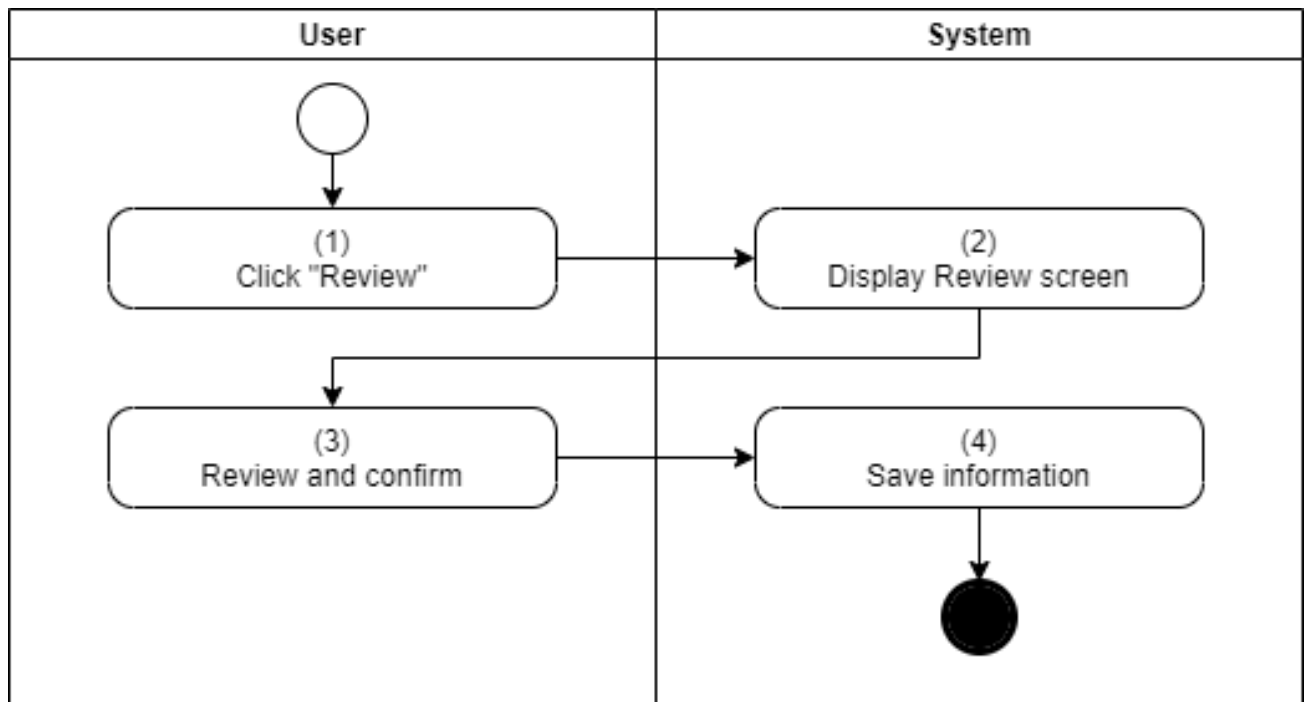 User
System
(1)
Click "Review"
(2)
Display Review screen
(3)
Review and confirm
(4)
Save information